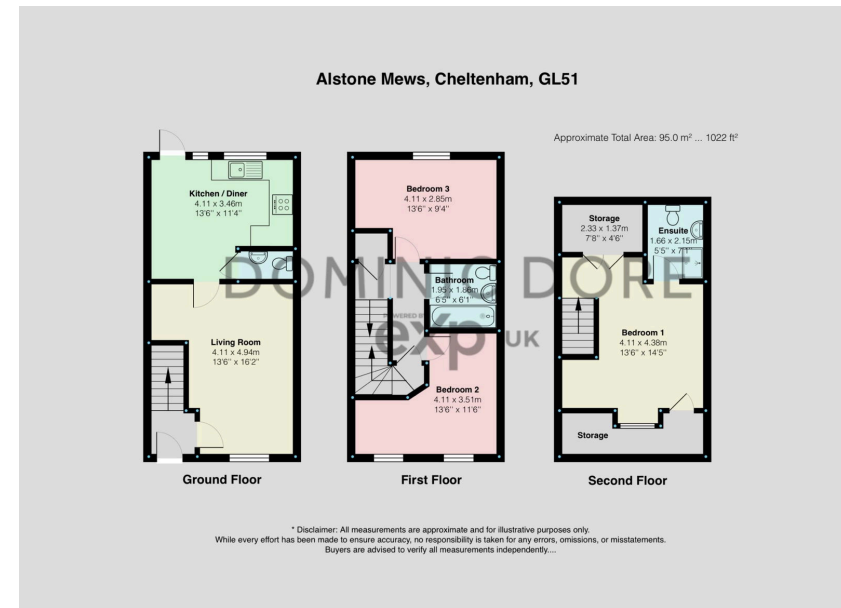 Alstone Mews, Cheltenham, GL51
Approximate Total Area: 95.0 m² ... 1022 ft²
Kitchen / Diner
4.11 x 3.46m
13'6" x 11'4"
Living Room
4.11 x 4.94m
13'6" x 16'2"
Ground Floor
Bedroom 3
4.11 x 2.85m
13'6" x 9'4"
Bathroom
1.95 x 1.86m
6'5" x 6'1"
Bedroom 2
4.11 x 3.51m
13'6" x 11'6"
First Floor
Storage
2.33 x 1.37m
7'8" x 4'6"
Ensuite
1.66 x 2.15m
5'5" x 7'1"
Bedroom 1
4.11 x 4.38m
13'6" x 14'5"
Storage
Second Floor
DOMINIC DORE
POWERED BY
exp UK
* Disclaimer: All measurements are approximate and for illustrative purposes only.
While every effort has been made to ensure accuracy, no responsibility is taken for any errors, omissions, or misstatements.
Buyers are advised to verify all measurements independently....